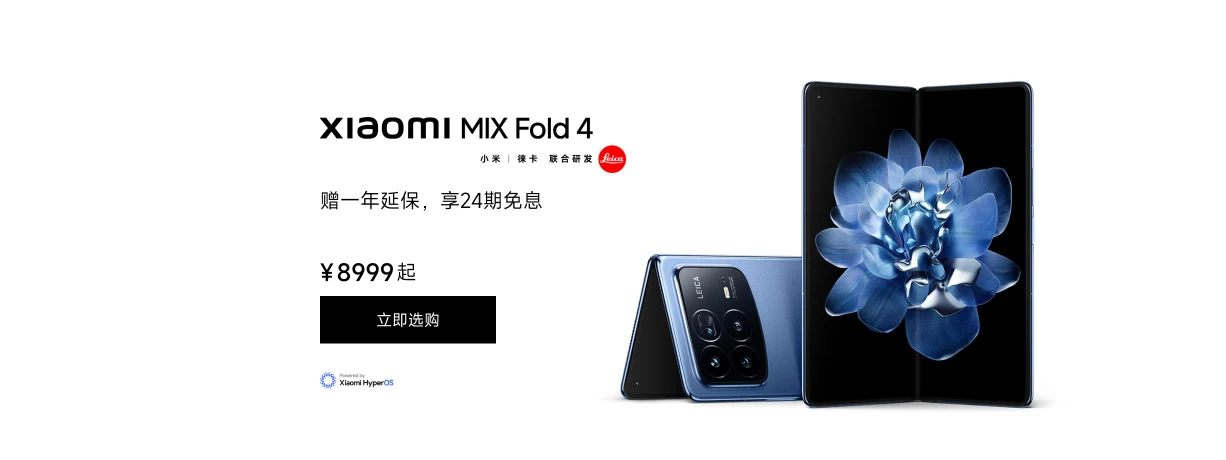 xiaomi MIX Fold 4
小米 | 徕卡 联合研发 Leica
赠一年延保，享24期免息
¥8999起
立即选购
Powered by
Xiaomi HyperOS
LEICA